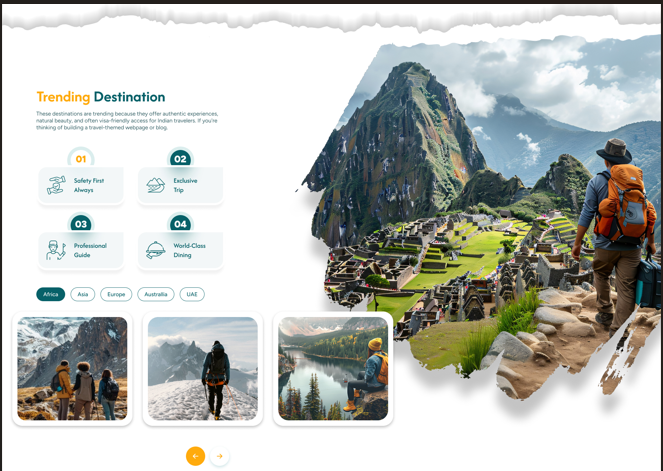 Trending Destination
These destinations are trending because they offer authentic experiences,
natural beauty, and often visa-friendly access for Indian travelers. If you're
thinking of building a travel-themed webpage or blog.
01
Safety First
Always
02
Exclusive
Trip
03
Professional
Guide
04
World-Class
Dining
Africa
Asia
Europe
Australlia
UAE